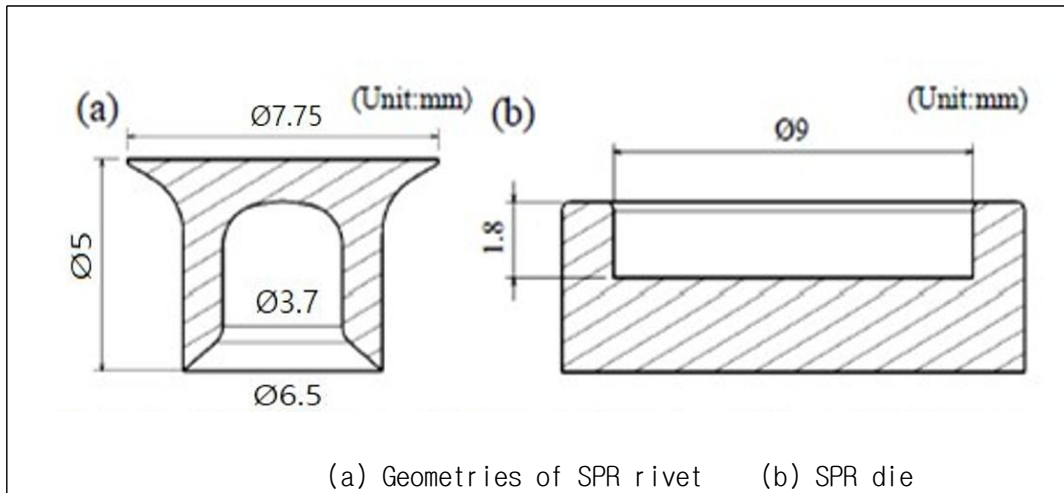 (a)
(Unit:mm)
Ø7.75
Ø5
Ø3.7
Ø6.5
(b)
(Unit:mm)
Ø9
1.8
(a) Geometries of SPR rivet (b) SPR die